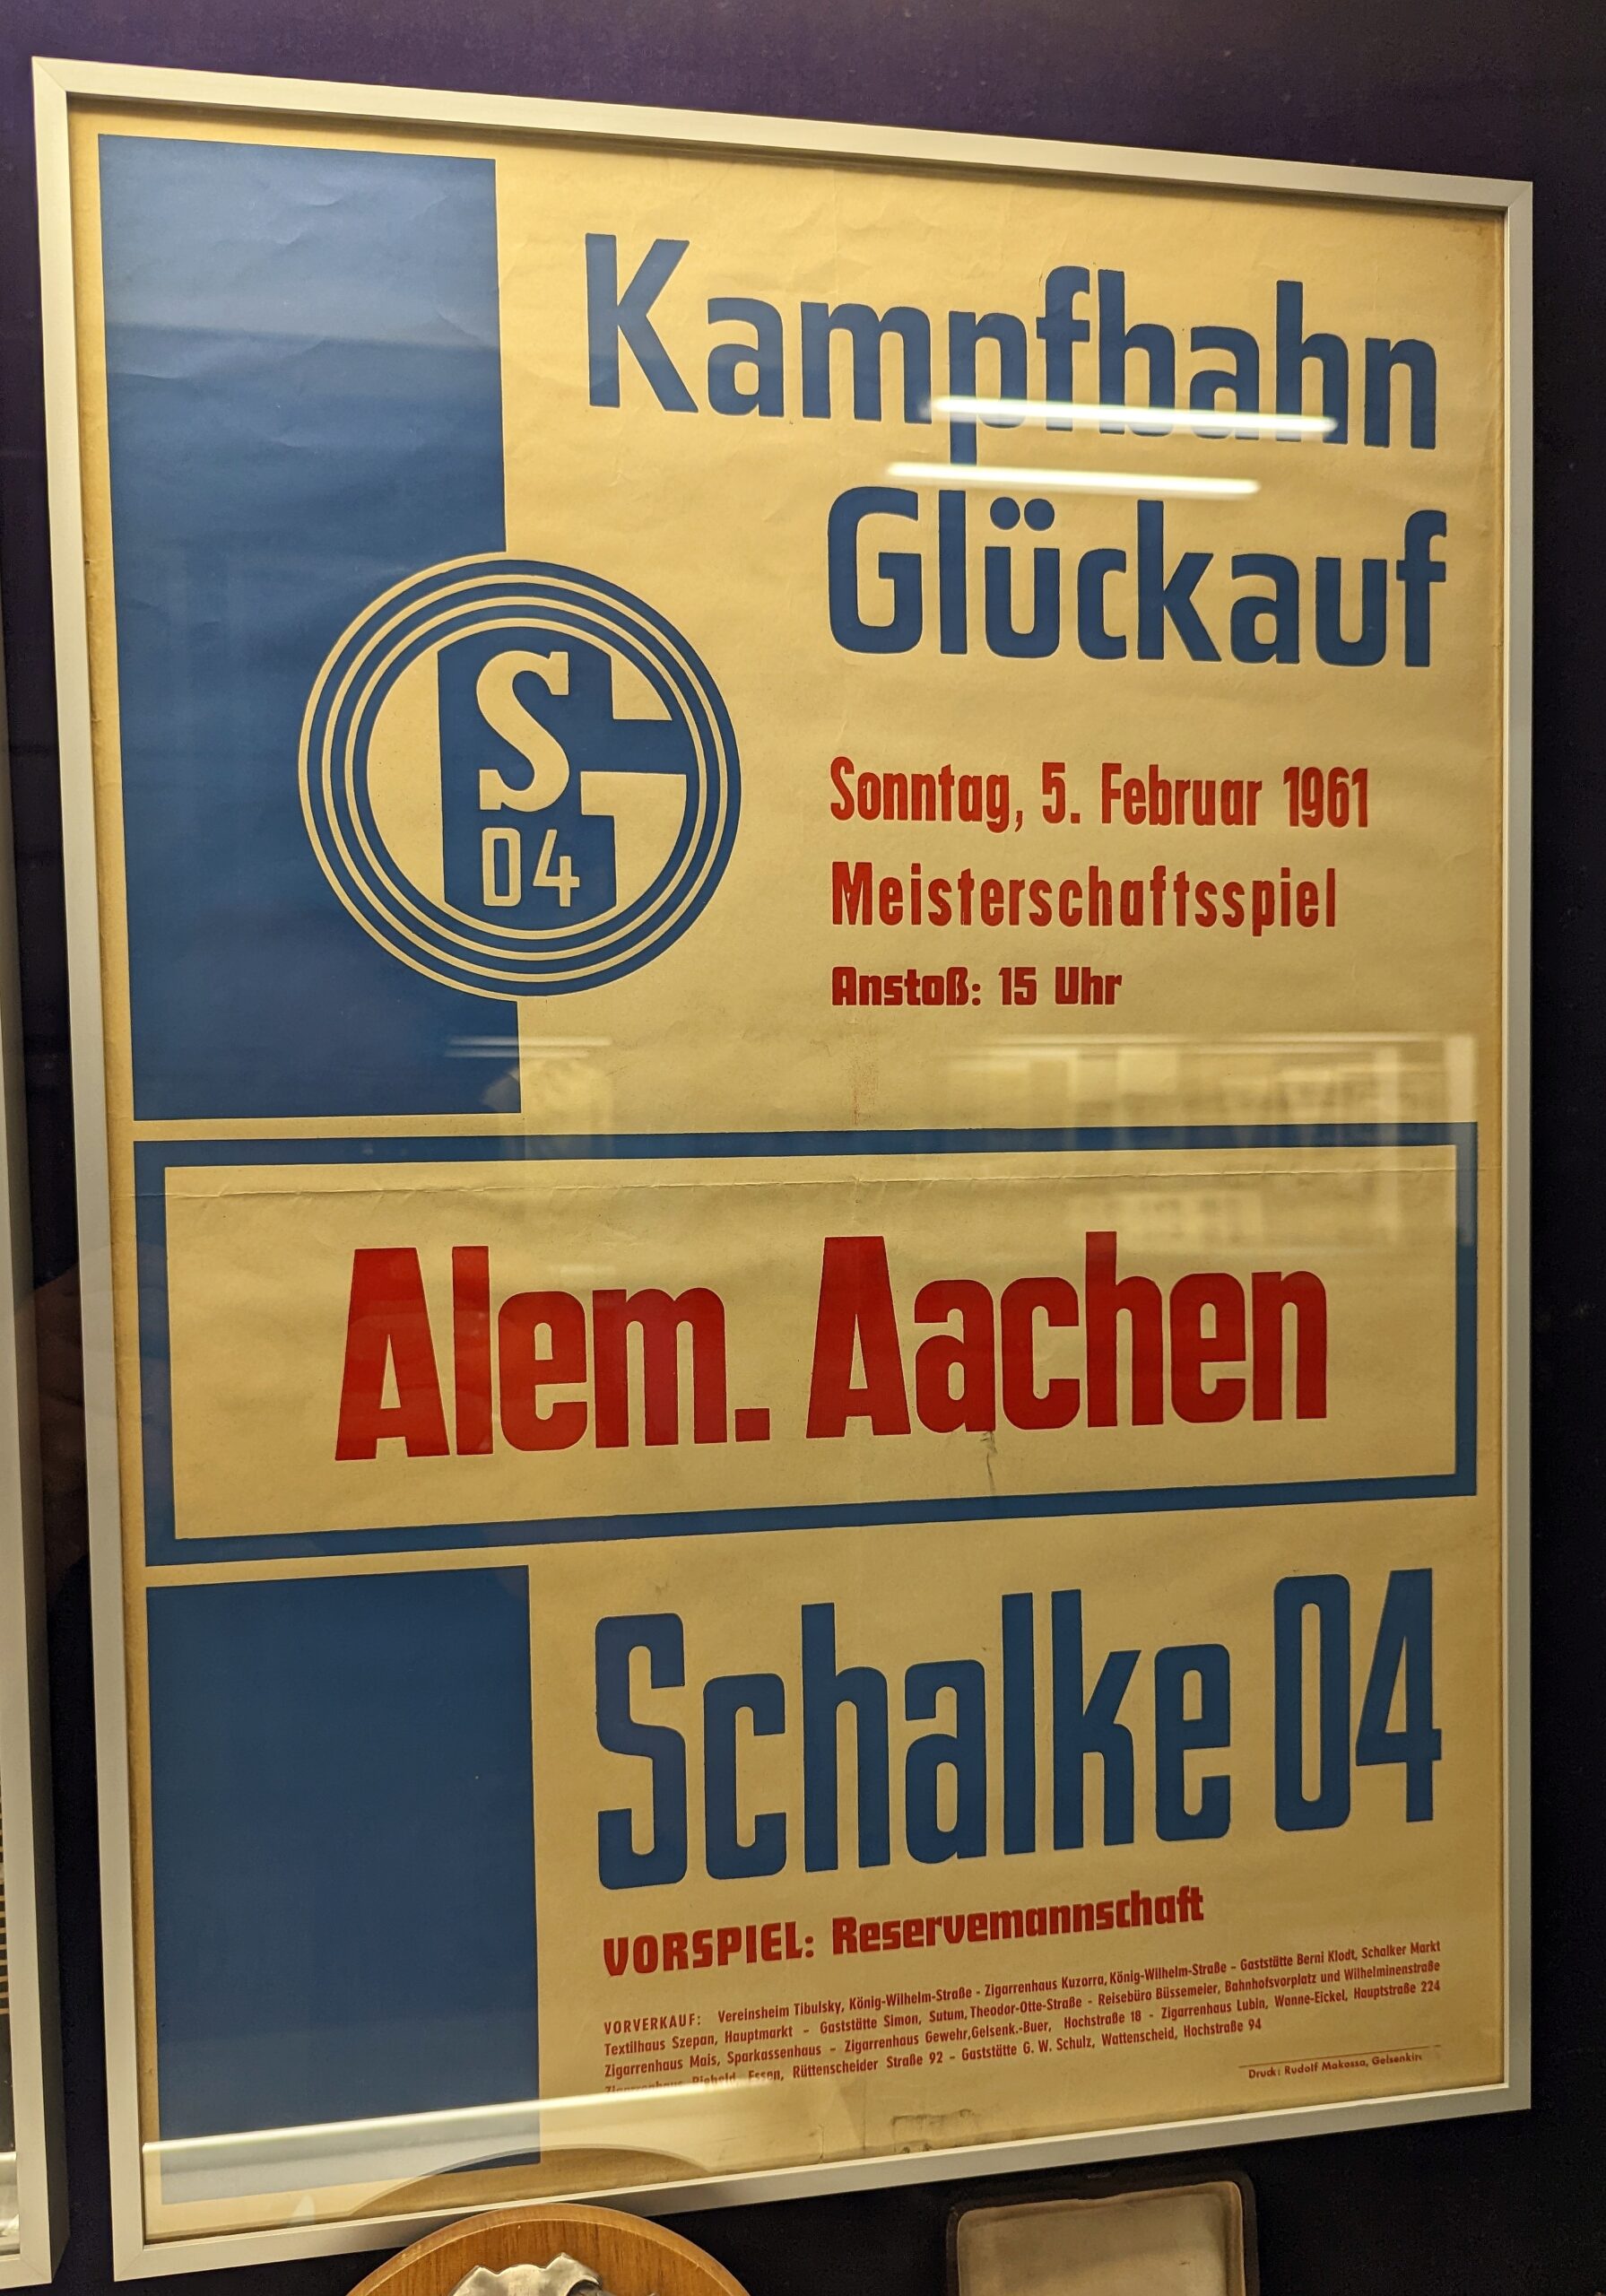 Kampfbahn
Glückauf
S
04
Sonntag, 5. Februar 1961
Meisterschaftsspiel
Anstoß: 15 Uhr
Alem. Aachen
Schalke 04
VORSPIEL: Reservemannschaft
VORVERKAUF: Vereinsheim Tibulsky, König-Wilhelm-Straße - Zigarrenhaus Kuzorra, König-Wilhelm-Straße - Gaststätte Berni Klodt, Schalker Markt
Textilhaus Szepan, Hauptmarkt - Gaststätte Simon, Sutum, Theodor-Otte-Straße - Reisebüro Büssemeier, Bahnhofsvorplatz und Wilhelminenstraße
Zigarrenhaus Mais, Sparkassenhaus - Zigarrenhaus Gewehr, Gelsenk.-Buer, Hochstraße 18 - Zigarrenhaus Lubin, Wanne-Eickel, Hauptstraße 224
Zigarrenhaus Essen, Rüttenscheider Straße 92 - Gaststätte G. W. Schulz, Wattenscheid, Hochstraße 94
Druck: Rudolf Makossa,